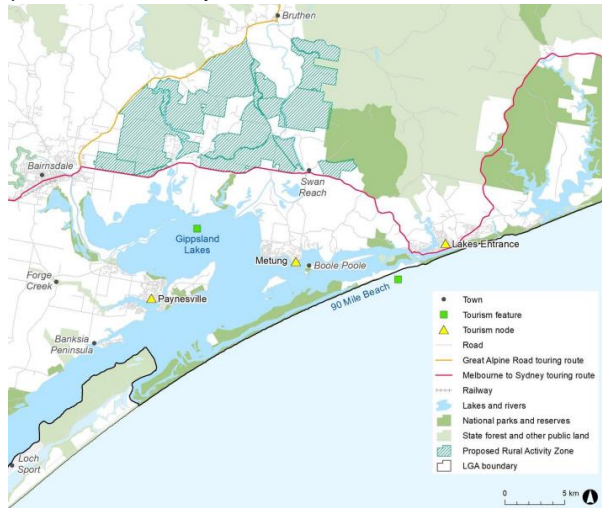 Bruthen
Bairnsdale
Swan
Reach
Gippsland
Lakes
Metung
Boole Poole
Lakes Entrance
90 Mile Beach
Forge
Creek
Paynesville
Banksia
Peninsula
Loch
Sport
Town
Tourism feature
Tourism node
Road
Great Alpine Road touring route
Melbourne to Sydney touring route
Railway
Lakes and rivers
National parks and reserves
State forest and other public land
Proposed Rural Activity Zone
LGA boundary
0 5 km